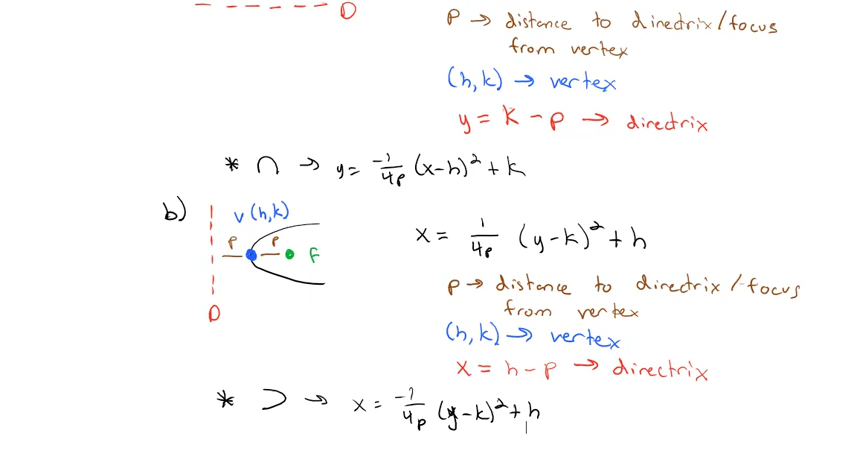 D
p → distance to directrix/focus
from vertex
(h, k) → vertex
y = k - p → directrix
* ∩ → y = -1/4p (x-h)² + k
b)
V (h,k)
x = 1/4p (y-k)² + h
p p F
D
p → distance to directrix/focus
from vertex
(h, k) → vertex
x = h - p → directrix
* ⊃ → x = -1/4p (y-k)² + h